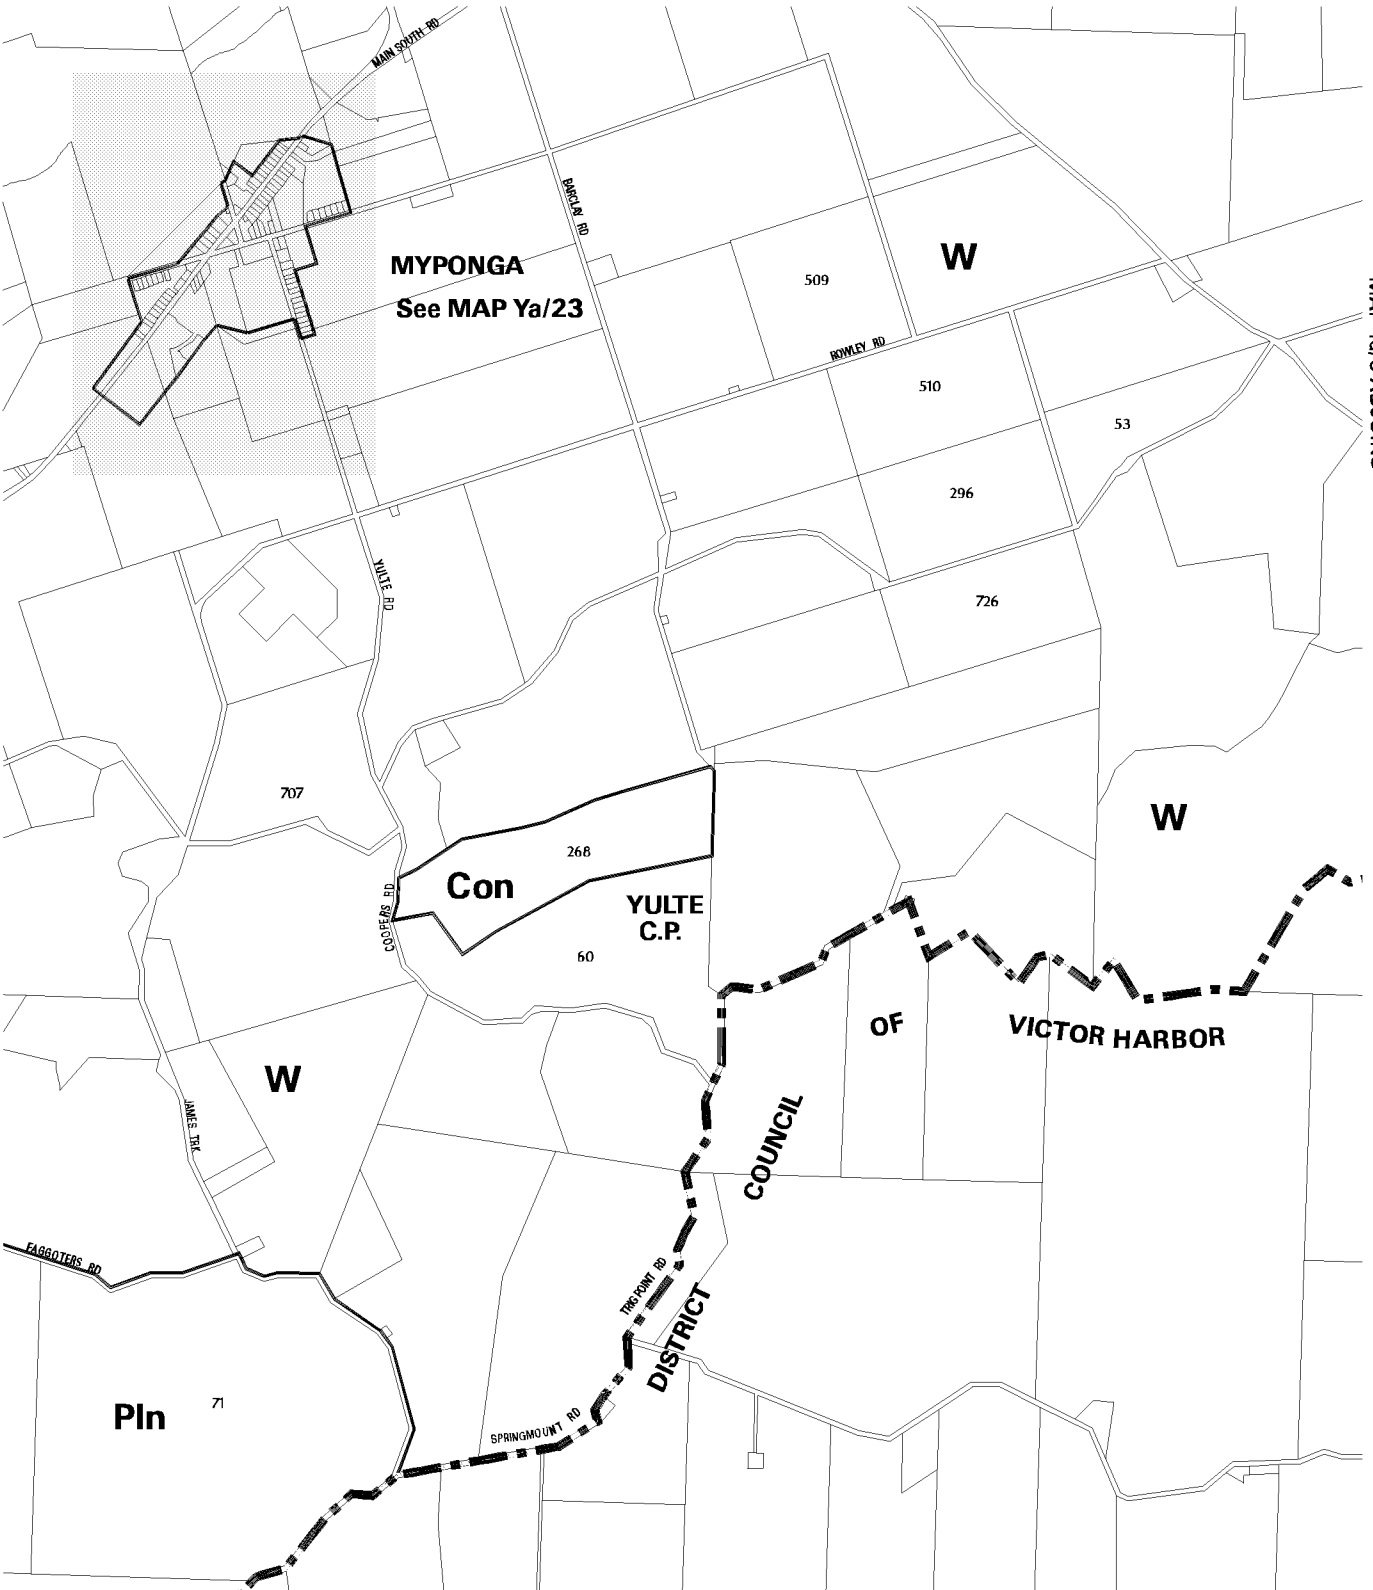 MAIN SOUTH RD
BARCLAY RD
MYPONGA
See MAP Ya/23
W
509
ROWLEY RD
510
53
296
YULTE RD
726
707
W
268
Con
COOPERS RD
YULTE
C.P.
60
OF
VICTOR HARBOR
W
JAMES TRK
COUNCIL
FAGGOTERS RD
TRIG POINT RD
DISTRICT
71
Pln
SPRINGMOUNT RD